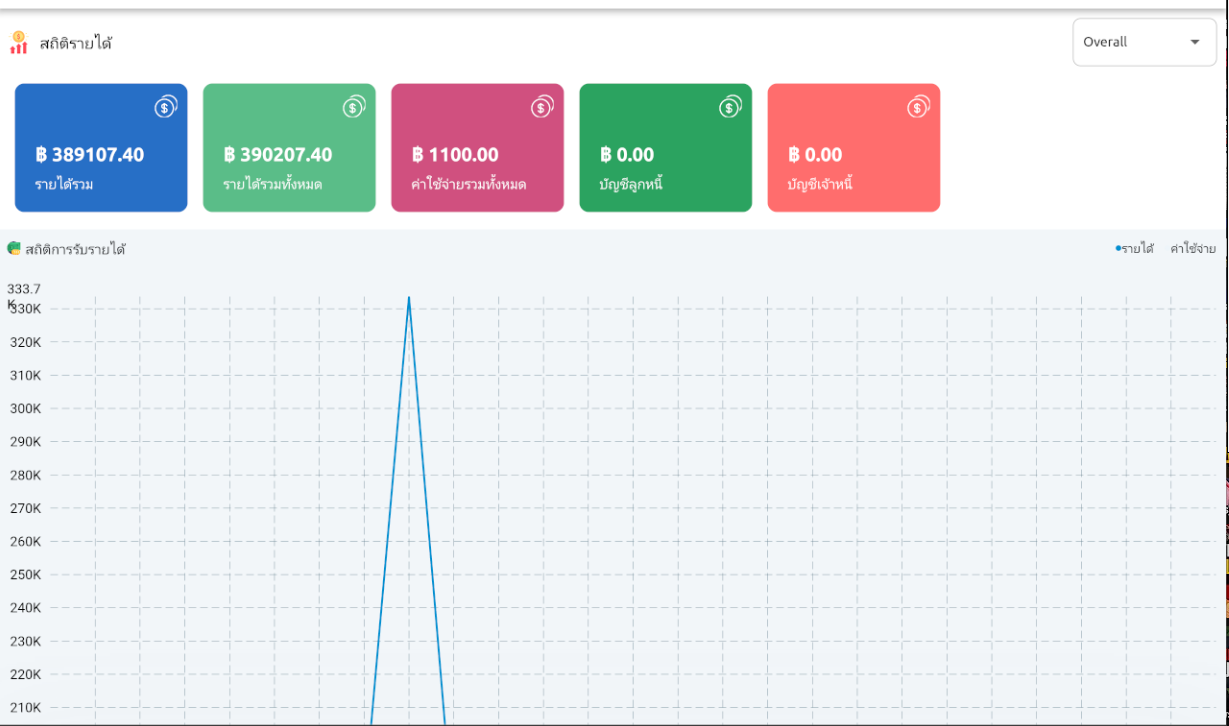 สถิติรายได้
Overall
฿ 389107.40
รายได้รวม
฿ 390207.40
รายได้รวมทั้งหมด
฿ 1100.00
ค่าใช้จ่ายรวมทั้งหมด
฿ 0.00
บัญชีลูกหนี้
฿ 0.00
บัญชีเจ้าหนี้
สถิติการรับรายได้
รายได้ ค่าใช้จ่าย
333.7
K
330K
320K
310K
300K
290K
280K
270K
260K
250K
240K
230K
220K
210K